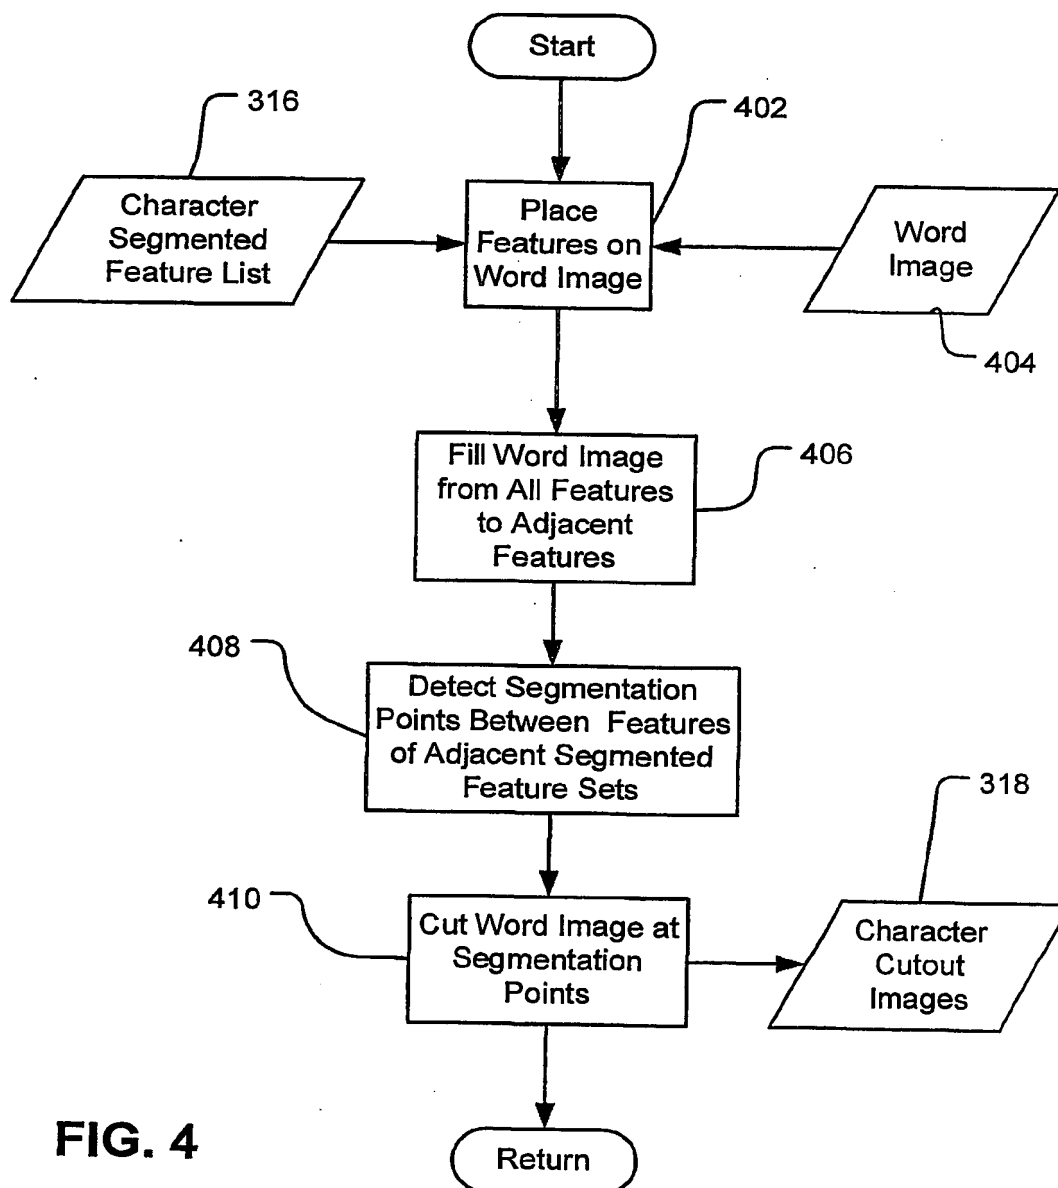 Start
316
402
Character
Segmented
Feature List
Place
Features on
Word Image
Word
Image
404
Fill Word Image
from All Features
to Adjacent
Features
406
408
Detect Segmentation
Points Between Features
of Adjacent Segmented
Feature Sets
318
410
Cut Word Image at
Segmentation
Points
Character
Cutout
Images
FIG. 4
Return